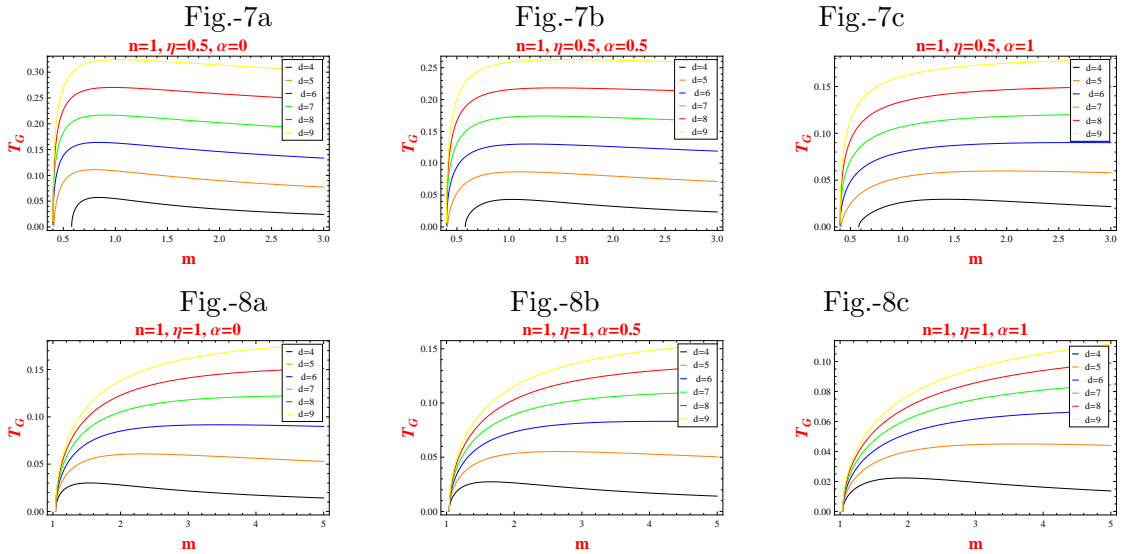 Fig.-7a
n=1, η=0.5, α=0
T_G
0.30
0.25
0.20
0.15
0.10
0.05
0.00
0.5 1.0 1.5 2.0 2.5 3.0
m
d=4
d=5
d=6
d=7
d=8
d=9
Fig.-7b
n=1, η=0.5, α=0.5
T_G
0.25
0.20
0.15
0.10
0.05
0.00
0.5 1.0 1.5 2.0 2.5 3.0
m
d=4
d=5
d=6
d=7
d=8
d=9
Fig.-7c
n=1, η=0.5, α=1
T_G
0.15
0.10
0.05
0.00
0.5 1.0 1.5 2.0 2.5 3.0
m
d=4
d=5
d=6
d=7
d=8
d=9
Fig.-8a
n=1, η=1, α=0
T_G
0.15
0.10
0.05
0.00
1 2 3 4 5
m
d=4
d=5
d=6
d=7
d=8
d=9
Fig.-8b
n=1, η=1, α=0.5
T_G
0.15
0.10
0.05
0.00
1 2 3 4 5
m
d=4
d=5
d=6
d=7
d=8
d=9
Fig.-8c
n=1, η=1, α=1
T_G
0.10
0.08
0.06
0.04
0.02
0.00
1 2 3 4 5
m
d=4
d=5
d=6
d=7
d=8
d=9